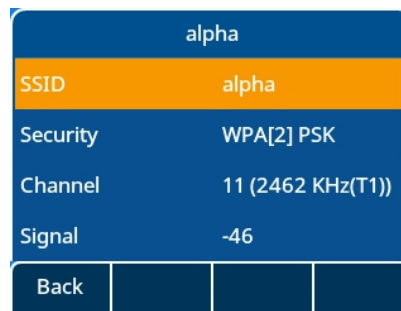 alpha
SSID alpha
Security WPA[2] PSK
Channel 11 (2462 KHz(T1))
Signal -46
Back